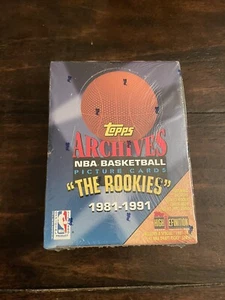 Topps
ARCHIVES
NBA BASKETBALL
PICTURE CARDS
"THE ROOKIES"
1981-1991